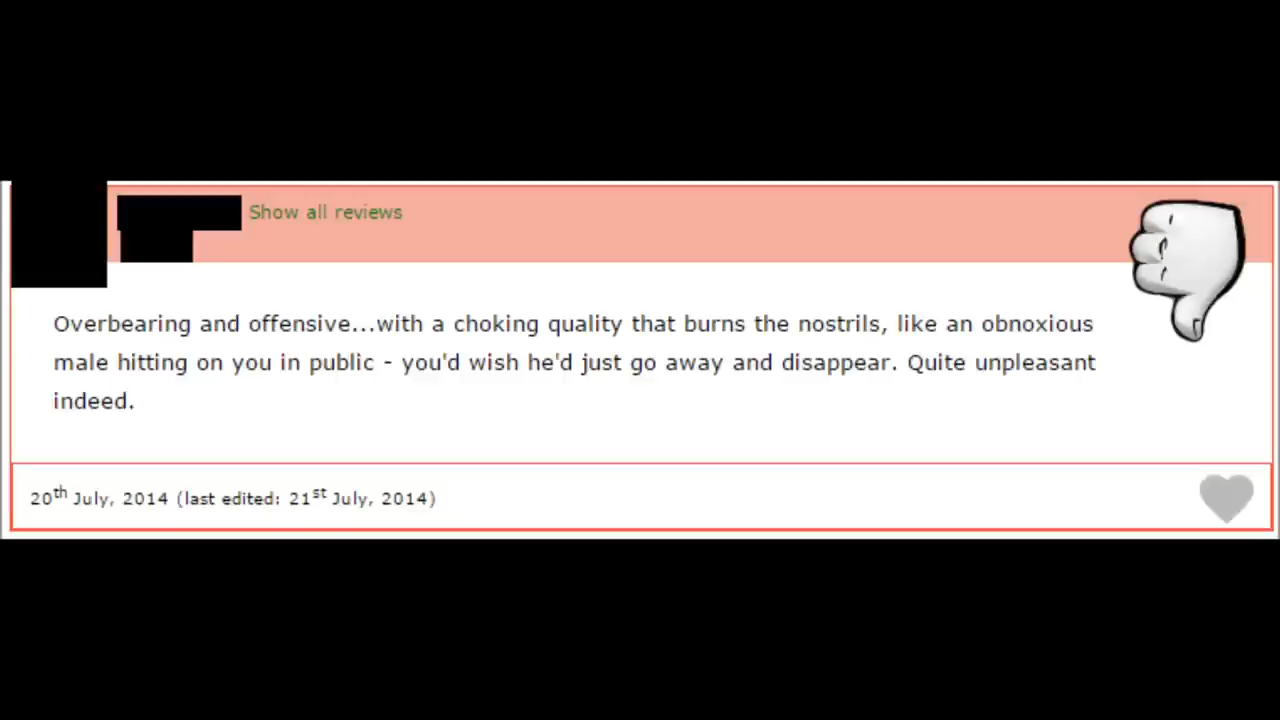 Show all reviews
Overbearing and offensive...with a choking quality that burns the nostrils, like an obnoxious
male hitting on you in public - you'd wish he'd just go away and disappear. Quite unpleasant
indeed.
20th July, 2014 (last edited: 21st July, 2014)